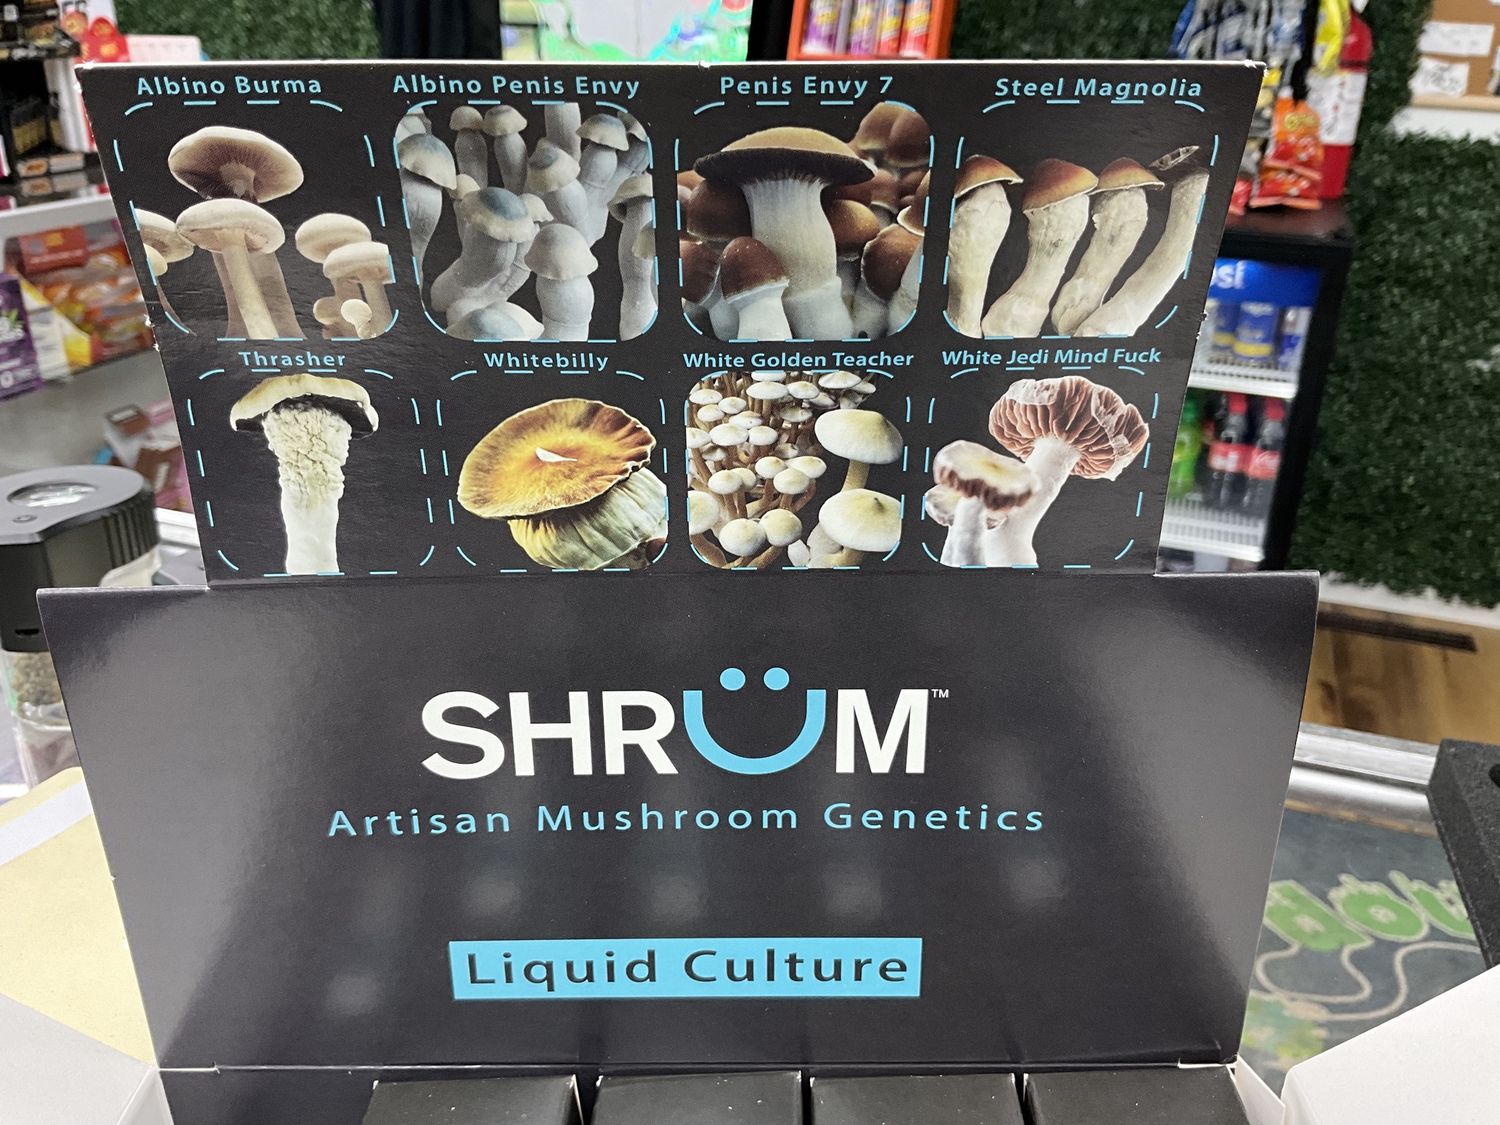 Albino Burma
Albino Penis Envy
Penis Envy 7
Steel Magnolia
Thrasher
Whitebilly
White Golden Teacher
White Jedi Mind Fuck
SHRÜM™
Artisan Mushroom Genetics
Liquid Culture